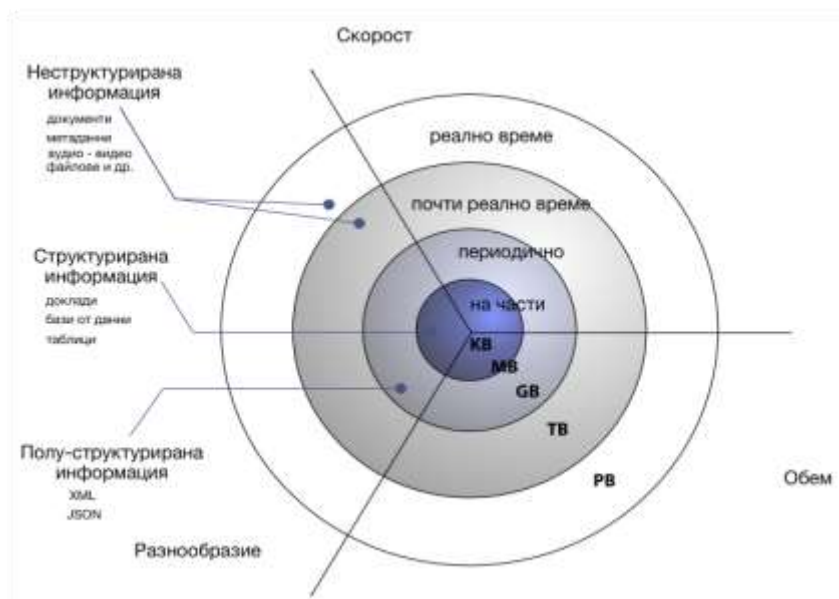 Скорост
Неструктурирана
информация
документи
метаданни
аудио - видео
файлове и др.
реално време
почти реално време
периодично
на части
Структурирана
информация
доклади
бази от данни
таблици
KB
MB
GB
TB
PB
Полу-структурирана
информация
XML
JSON
Обем
Разнообразие